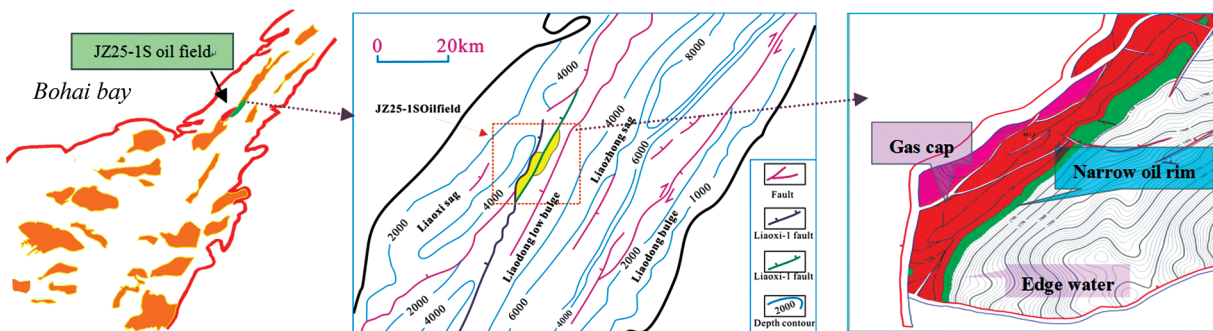 JZ25-1S oil field
Bohai bay
0 20km
JZ25-1SOilfield
4000
8000
4000
4000
6000
2000
4000
1000
2000
2000
4000
6000
4000
2000
Liaoxi sag
Liaodong low bulge
Liaozhong sag
Liaodong bulge
Fault
Liaoxi-1 fault
Liaoxi-1 fault
2000
Depth contour
Gas cap
Narrow oil rim
Edge water